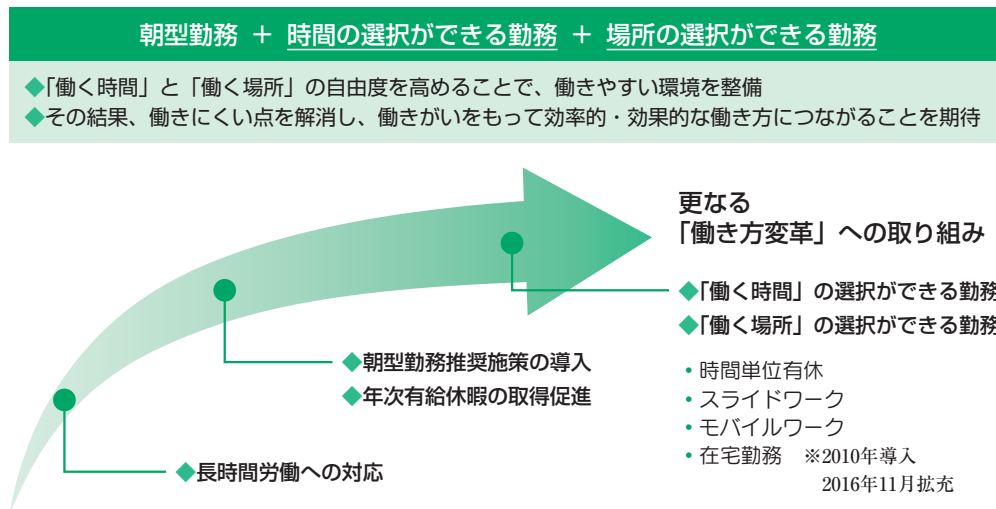 朝型勤務 + 時間の選択ができる勤務 + 場所の選択ができる勤務
◆「働く時間」と「働く場所」の自由度を高めることで、働きやすい環境を整備
◆その結果、働きにくい点を解消し、働きがいをもって効率的・効果的な働き方につながることを期待
更なる
「働き方変革」への取り組み
◆「働く時間」の選択ができる勤務
◆「働く場所」の選択ができる勤務
・時間単位有休
・スライドワーク
・モバイルワーク
・在宅勤務 ※2010年導入
2016年11月拡充
◆朝型勤務推奨施策の導入
◆年次有給休暇の取得促進
◆長時間労働への対応